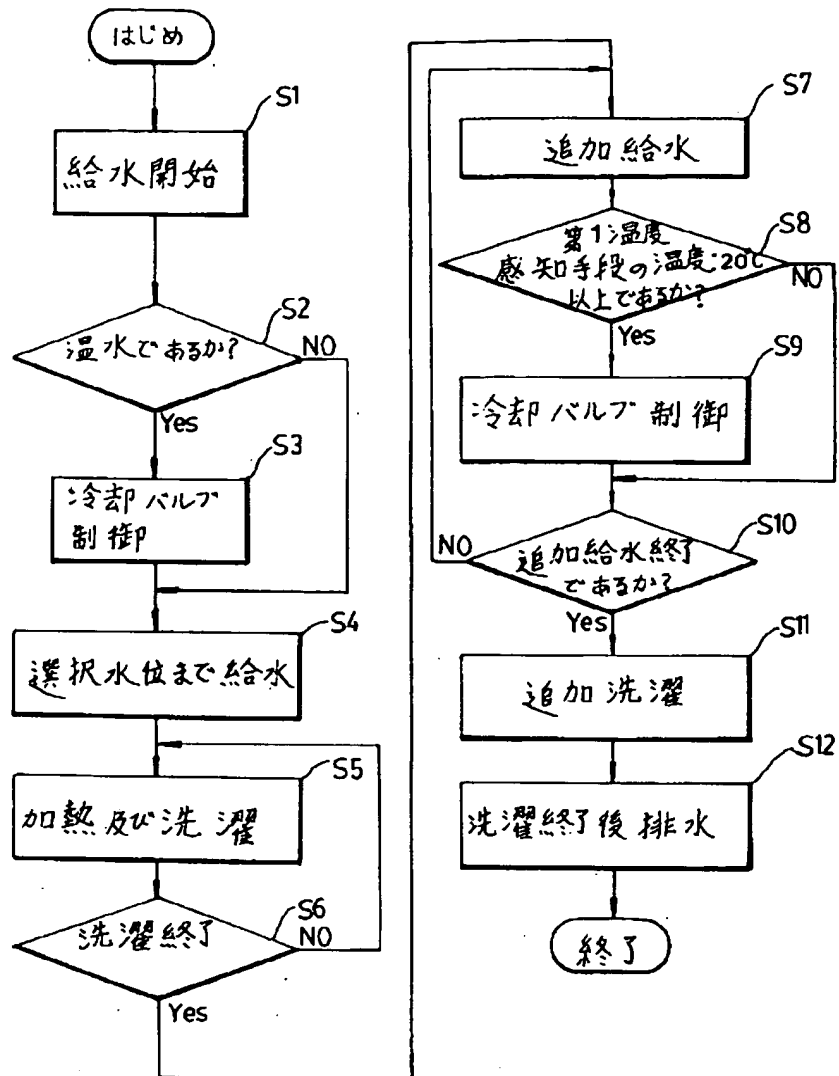 はじめ
S1
給水開始
S2
温水であるか?
NO
Yes
S3
冷却バルブ
制御
S4
選択水位まで給水
S5
加熱及び洗濯
S6
洗濯終了
NO
Yes
S7
追加給水
S8
第1温度
感知手段の温度:20℃
以上であるか?
NO
Yes
S9
冷却バルブ制御
S10
NO
追加給水終了
であるか?
Yes
S11
追加洗濯
S12
洗濯終了後排水
終了